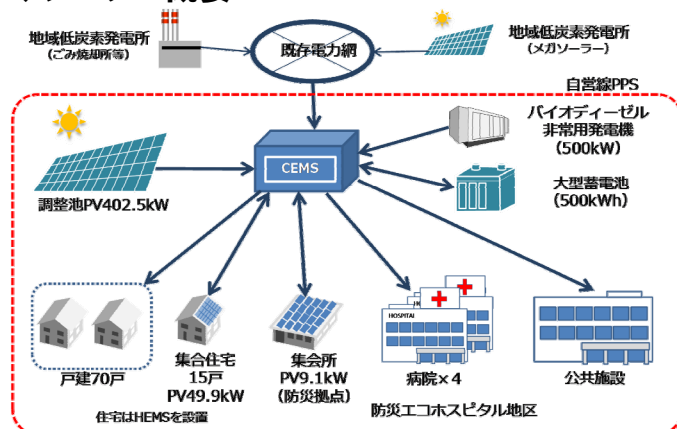 地域低炭素発電所
(ごみ焼却所等)
既存電力網
地域低炭素発電所
(メガソーラー)
自営線PPS
CEMS
バイオディーゼル
非常用発電機
(500kW)
大型蓄電池
(500kWh)
調整池PV402.5kW
戸建70戸
集合住宅
15戸
PV49.9kW
集会所
PV9.1kW
(防災拠点)
HOSPITAL
病院×4
公共施設
住宅はHEMSを設置
防災エコホスピタル地区